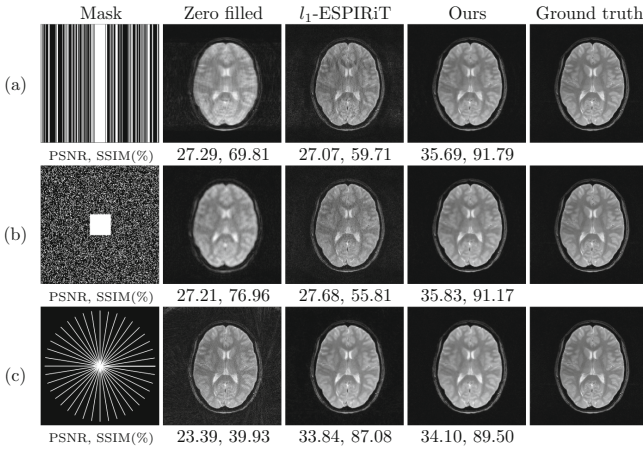 Mask Zero filled l₁-ESPIRiT Ours Ground truth
(a)
PSNR, SSIM(%) 27.29, 69.81 27.07, 59.71 35.69, 91.79
(b)
PSNR, SSIM(%) 27.21, 76.96 27.68, 55.81 35.83, 91.17
(c)
PSNR, SSIM(%) 23.39, 39.93 33.84, 87.08 34.10, 89.50